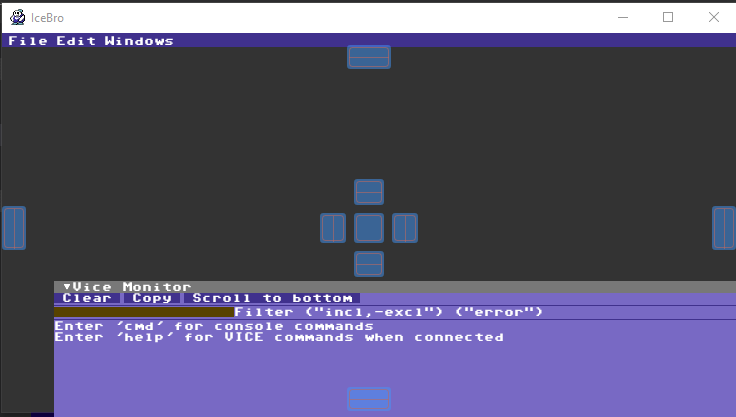 IceBro
File Edit Windows
▼Vice Monitor
Clear Copy Scroll to bottom
Filter ("incl,-excl") ("error")
Enter 'cmd' for console commands
Enter 'help' for VICE commands when connected